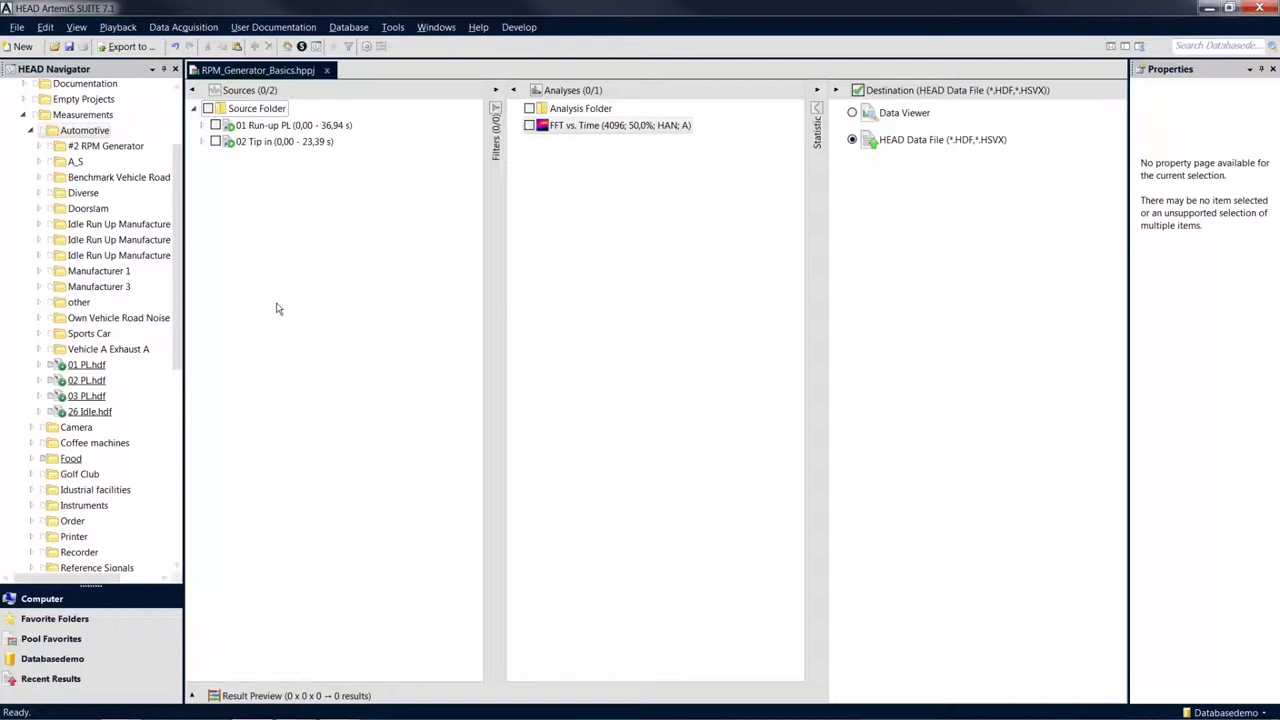 HEAD ArtemiS SUITE 7.1
File Edit View Playback Data Acquisition User Documentation Database Tools Windows Help Develop
New Export to ... Search Databasede...
HEAD Navigator
Documentation
Empty Projects
Measurements
Automotive
#2 RPM Generator
A_S
Benchmark Vehicle Road
Diverse
Doorslam
Idle Run Up Manufacture
Idle Run Up Manufacture
Idle Run Up Manufacture
Manufacturer 1
Manufacturer 3
other
Own Vehicle Road Noise
Sports Car
Vehicle A Exhaust A
01 PL.hdf
02 PL.hdf
03 PL.hdf
26 Idle.hdf
Camera
Coffee machines
Food
Golf Club
Idustrial facilities
Instruments
Order
Printer
Recorder
Reference Signals
Computer
Favorite Folders
Pool Favorites
Databasedemo
Recent Results
RPM_Generator_Basics.hppj
Sources (0/2)
Source Folder
01 Run-up PL (0,00 - 36,94 s)
02 Tip in (0,00 - 23,39 s)
Filters (0/0)
Analyses (0/1)
Analysis Folder
FFT vs. Time (4096; 50,0%; HAN; A)
Statistic
Destination (HEAD Data File (*.HDF,*.HSVX))
Data Viewer
HEAD Data File (*.HDF,*.HSVX)
Result Preview (0 x 0 x 0 → 0 results)
Properties
No property page available for
the current selection.
There may be no item selected
or an unsupported selection of
multiple items.
Ready.
Databasedemo